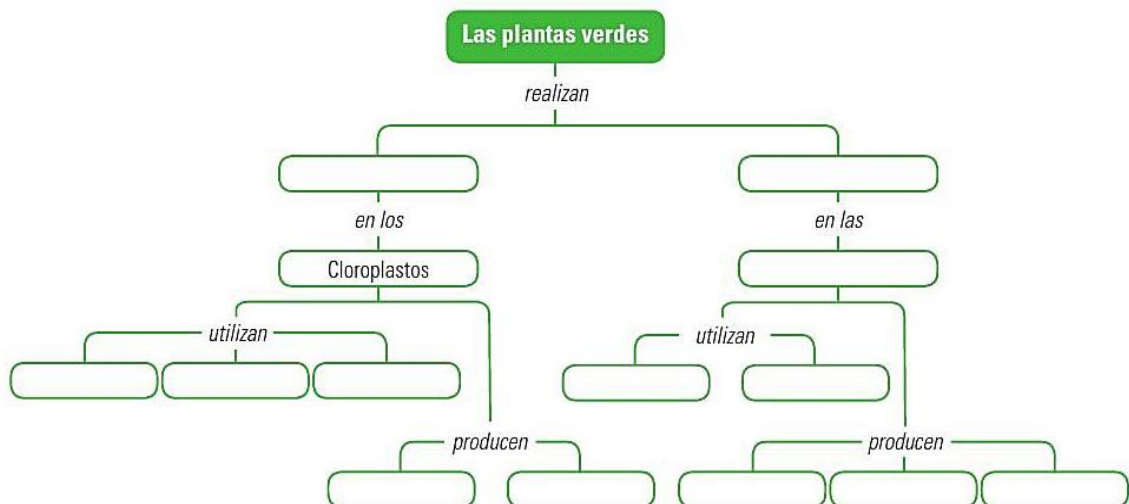 Las plantas verdes
realizan
en los
en las
Cloroplastos
utilizan
utilizan
producen
producen